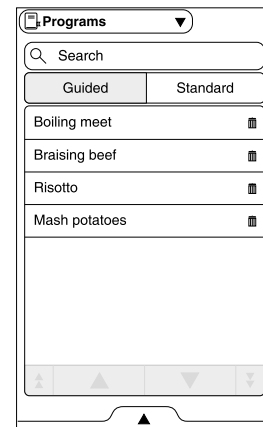 Programs
Search
Guided Standard
Boiling meet
Braising beef
Risotto
Mash potatoes